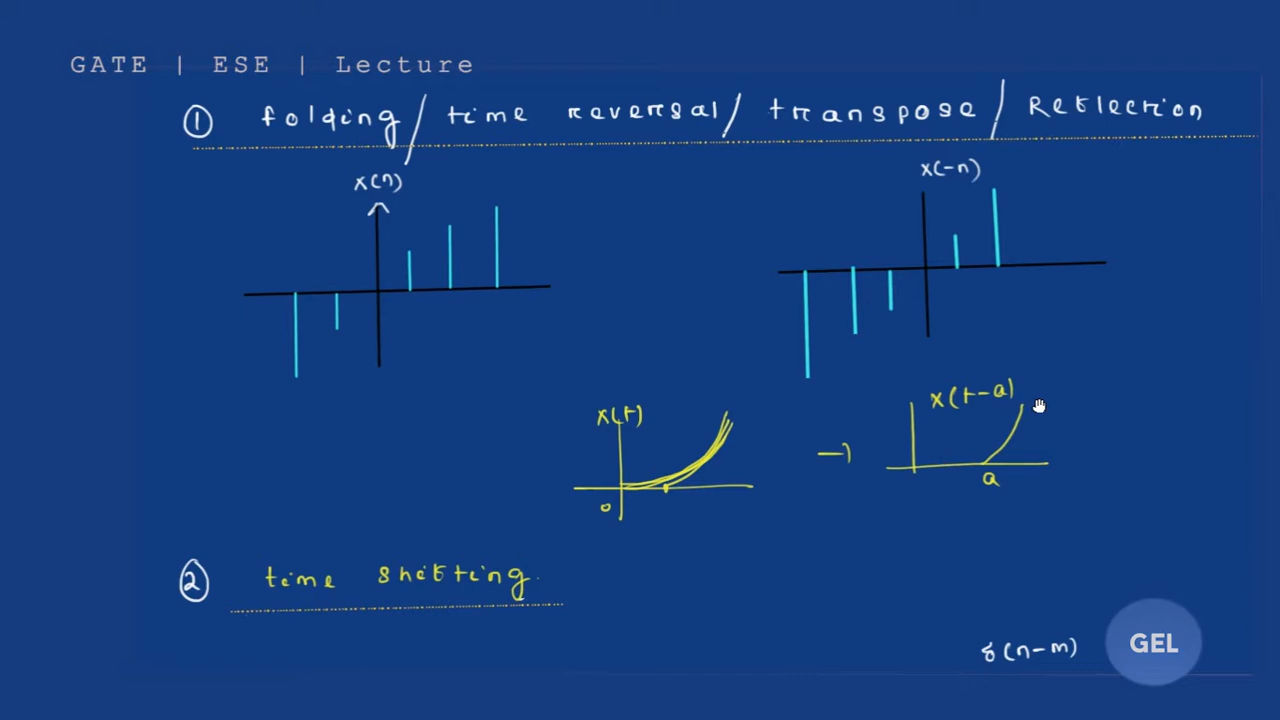 GATE | ESE | Lecture
① folding/ time reversal/ transpose/ Reflection
x(n)
x(-n)
x(t)
x(t-a)
→
0
a
② time shifting
δ(n-m)
GEL